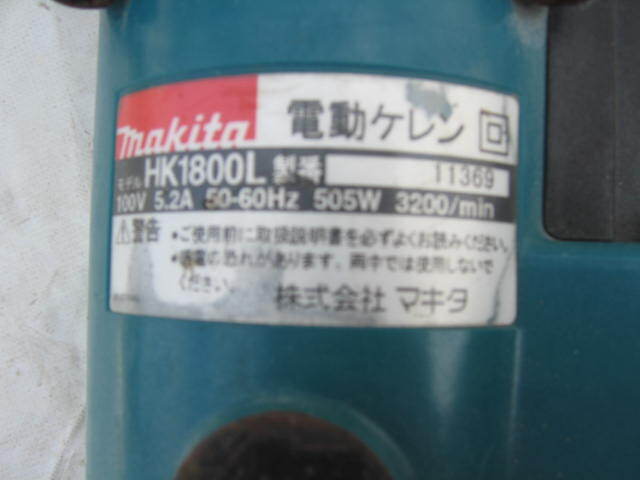 makita 電動ケレン
モデル HK1800L 製番 11369
100V 5.2A 50-60Hz 505W 3200/min
⚠警告 •ご使用前に取扱説明書を必ずよくお読みください。
•感電の恐れがあります。雨中では使用しないで
ください。
株式会社 マキタ